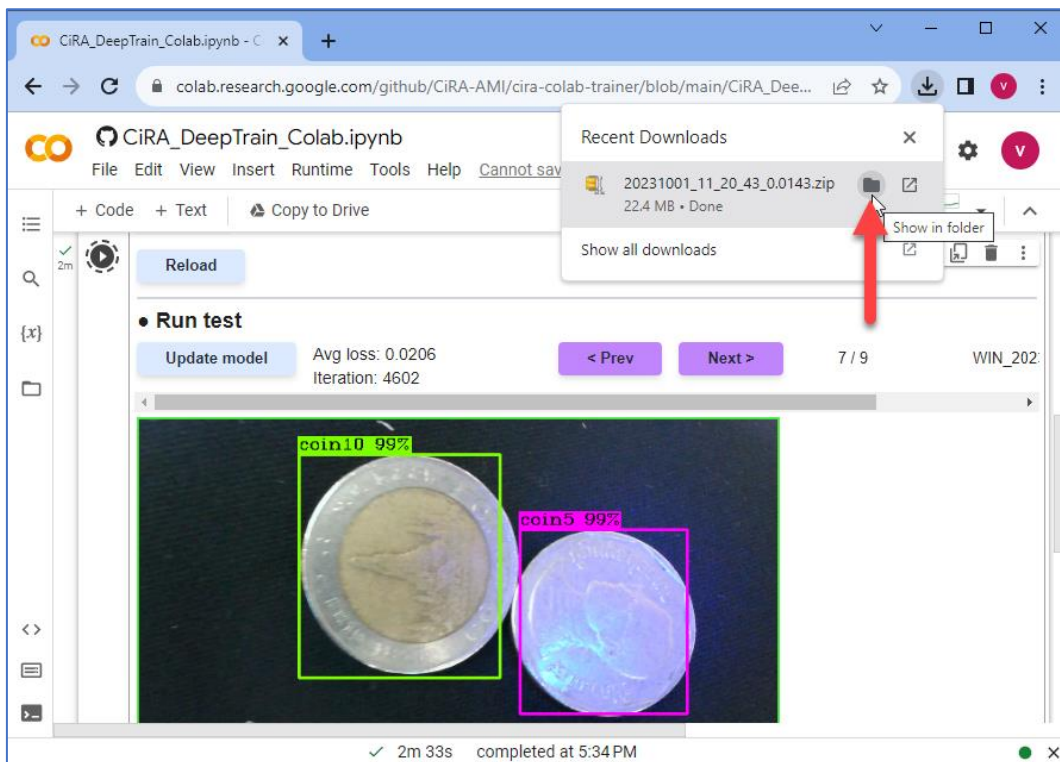 CiRA_DeepTrain_Colab.ipynb - C
colab.research.google.com/github/CiRA-AMI/cira-colab-trainer/blob/main/CiRA_Dee...
V
CiRA_DeepTrain_Colab.ipynb
File Edit View Insert Runtime Tools Help Cannot sav
V
Recent Downloads
20231001_11_20_43_0.0143.zip
22.4 MB • Done
Show in folder
Show all downloads
+ Code + Text Copy to Drive
2m
Reload
{x}
• Run test
Update model
Avg loss: 0.0206
Iteration: 4602
< Prev Next > 7 / 9 WIN_202
coin10 99%
coin5 99%
2m 33s completed at 5:34 PM